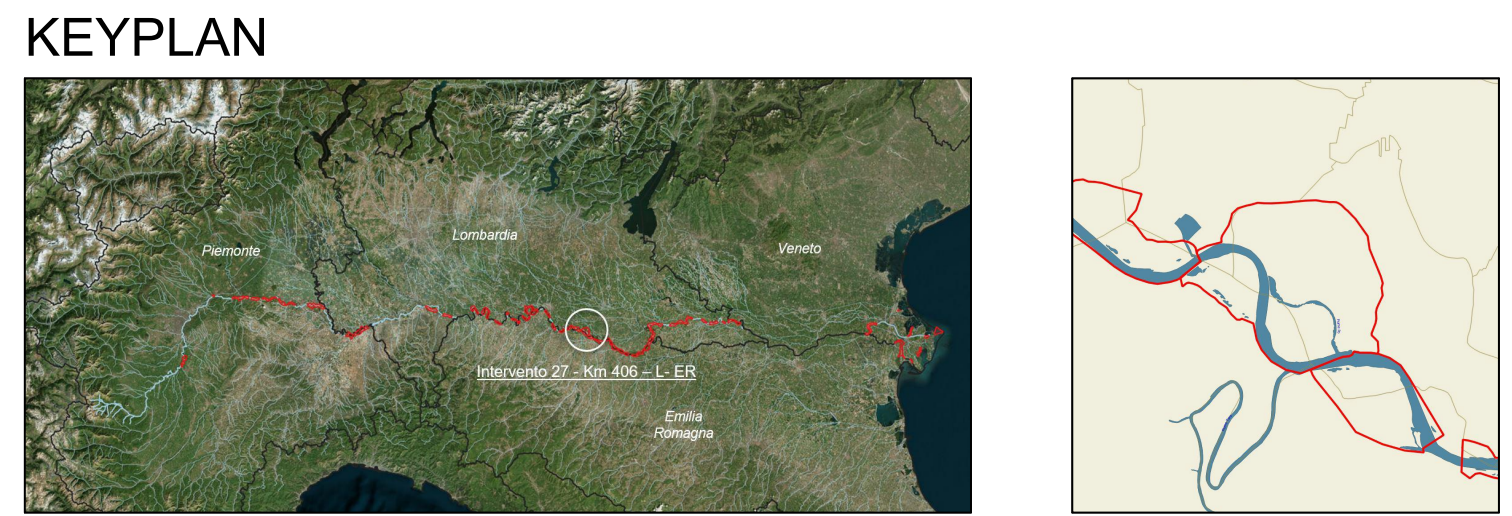 KEYPLAN
Piemonte
Lombardia
Veneto
Intervento 27 - Km 406 – L- ER
Emilia
Romagna